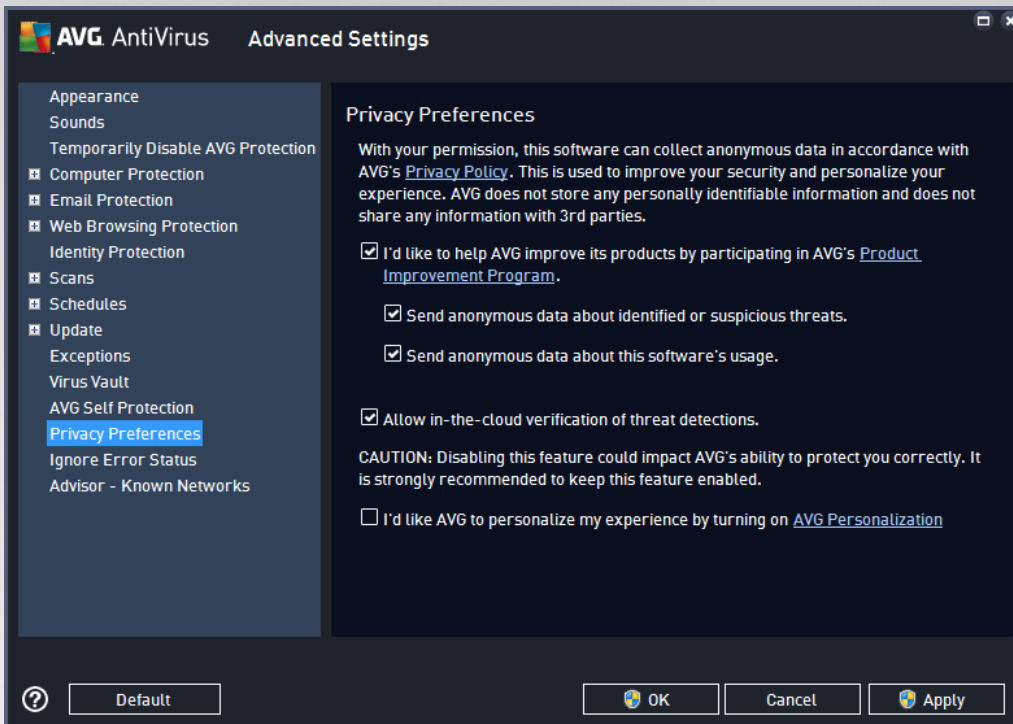 AVG AntiVirus Advanced Settings
Appearance
Sounds
Temporarily Disable AVG Protection
Computer Protection
Email Protection
Web Browsing Protection
Identity Protection
Scans
Schedules
Update
Exceptions
Virus Vault
AVG Self Protection
Privacy Preferences
Ignore Error Status
Advisor - Known Networks
Privacy Preferences
With your permission, this software can collect anonymous data in accordance with
AVG's Privacy Policy. This is used to improve your security and personalize your
experience. AVG does not store any personally identifiable information and does not
share any information with 3rd parties.
I'd like to help AVG improve its products by participating in AVG's Product
Improvement Program.
Send anonymous data about identified or suspicious threats.
Send anonymous data about this software's usage.
Allow in-the-cloud verification of threat detections.
CAUTION: Disabling this feature could impact AVG's ability to protect you correctly. It
is strongly recommended to keep this feature enabled.
I'd like AVG to personalize my experience by turning on AVG Personalization
? Default OK Cancel Apply